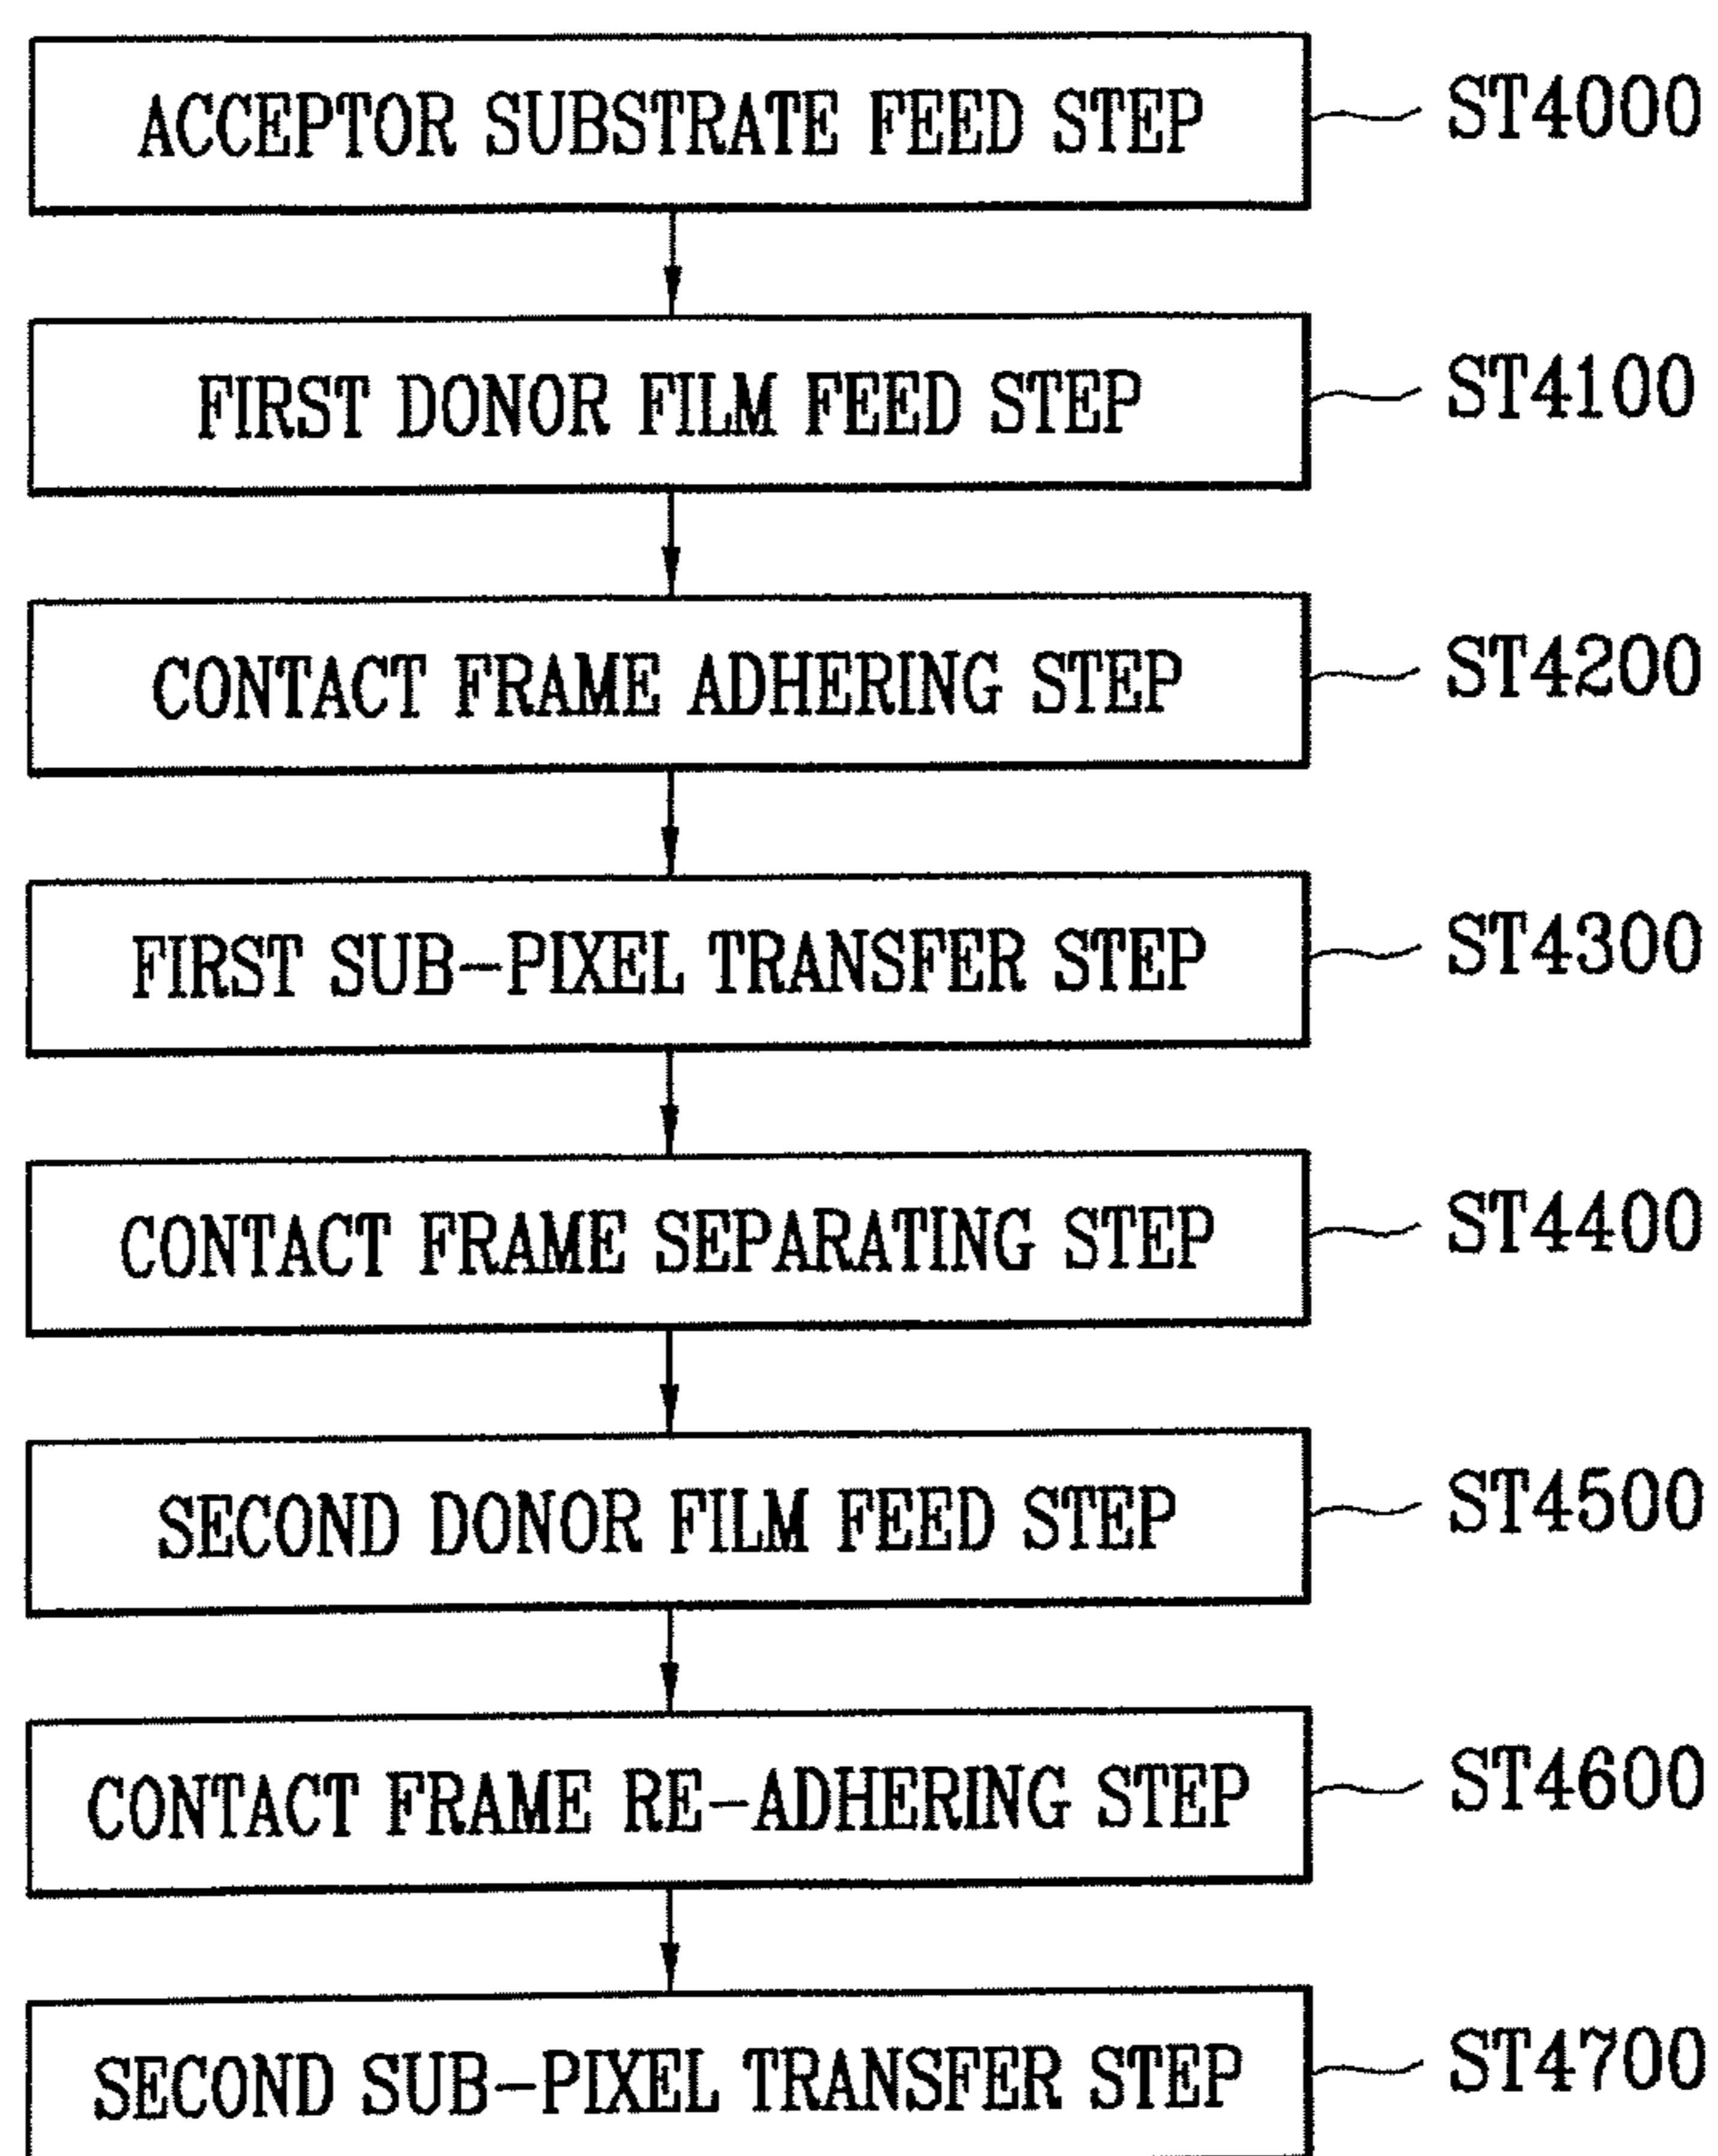 ACCEPTOR SUBSTRATE FEED STEP ST4000
FIRST DONOR FILM FEED STEP ST4100
CONTACT FRAME ADHERING STEP ST4200
FIRST SUB-PIXEL TRANSFER STEP ST4300
CONTACT FRAME SEPARATING STEP ST4400
SECOND DONOR FILM FEED STEP ST4500
CONTACT FRAME RE-ADHERING STEP ST4600
SECOND SUB-PIXEL TRANSFER STEP ST4700